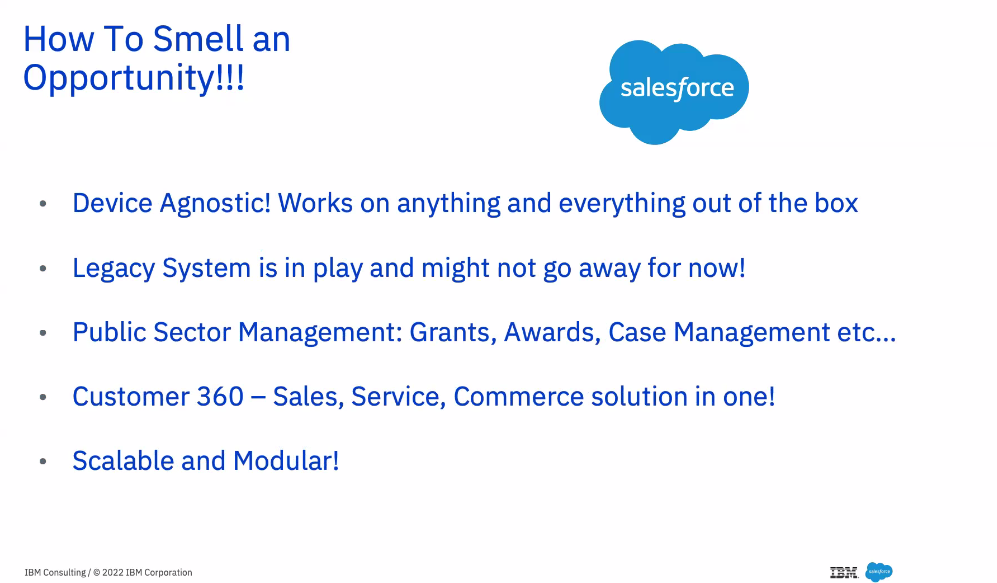 How To Smell an
Opportunity!!!
salesforce
• Device Agnostic! Works on anything and everything out of the box
• Legacy System is in play and might not go away for now!
• Public Sector Management: Grants, Awards, Case Management etc...
• Customer 360 – Sales, Service, Commerce solution in one!
• Scalable and Modular!
IBM Consulting / © 2022 IBM Corporation
IBM
salesforce